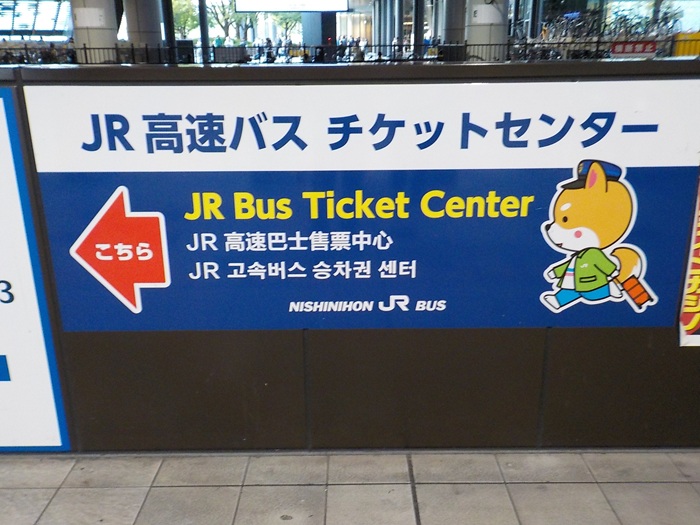 JR 高速バス チケットセンター
こちら
JR Bus Ticket Center
JR 高速巴士售票中心
JR 고속버스 승차권 센터
NISHINIHON JR BUS
3